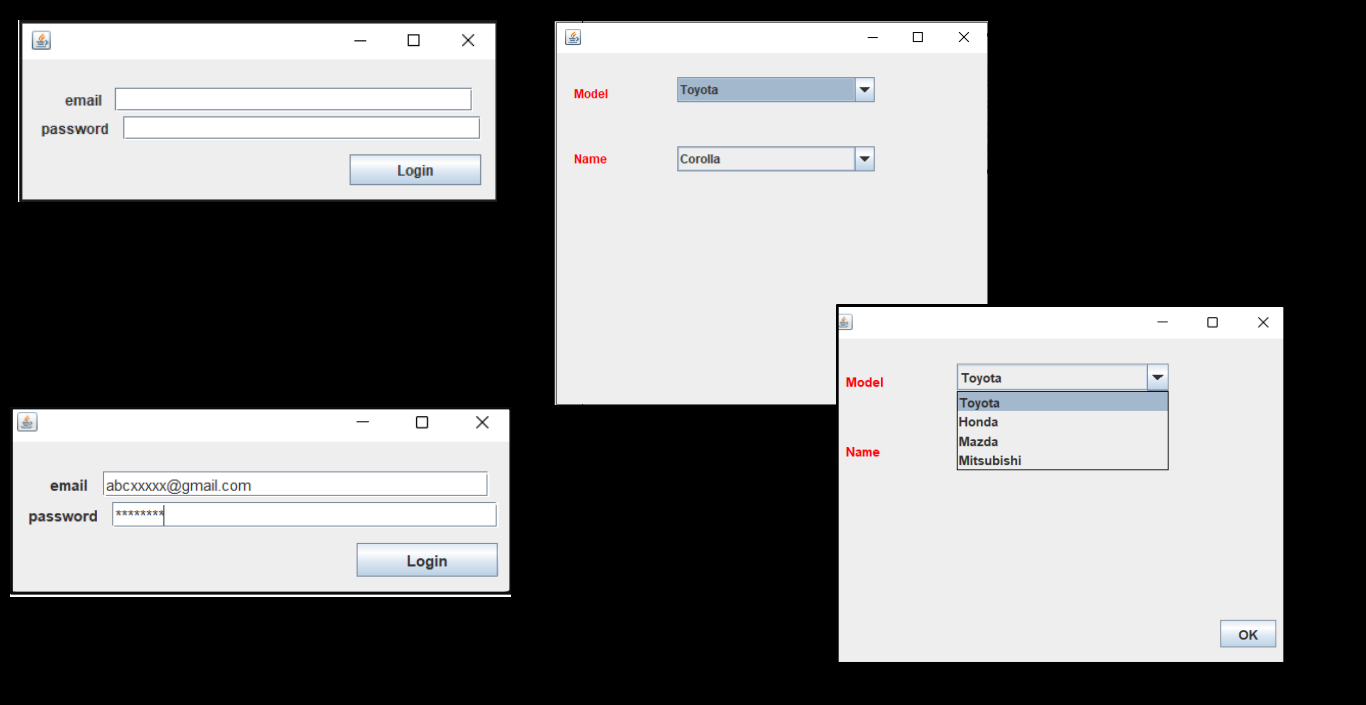 email
password
Login
Model Toyota
Name Corolla
email abcxxxxx@gmail.com
password ********
Login
Model Toyota
Toyota
Honda
Mazda
Name
Mitsubishi
OK